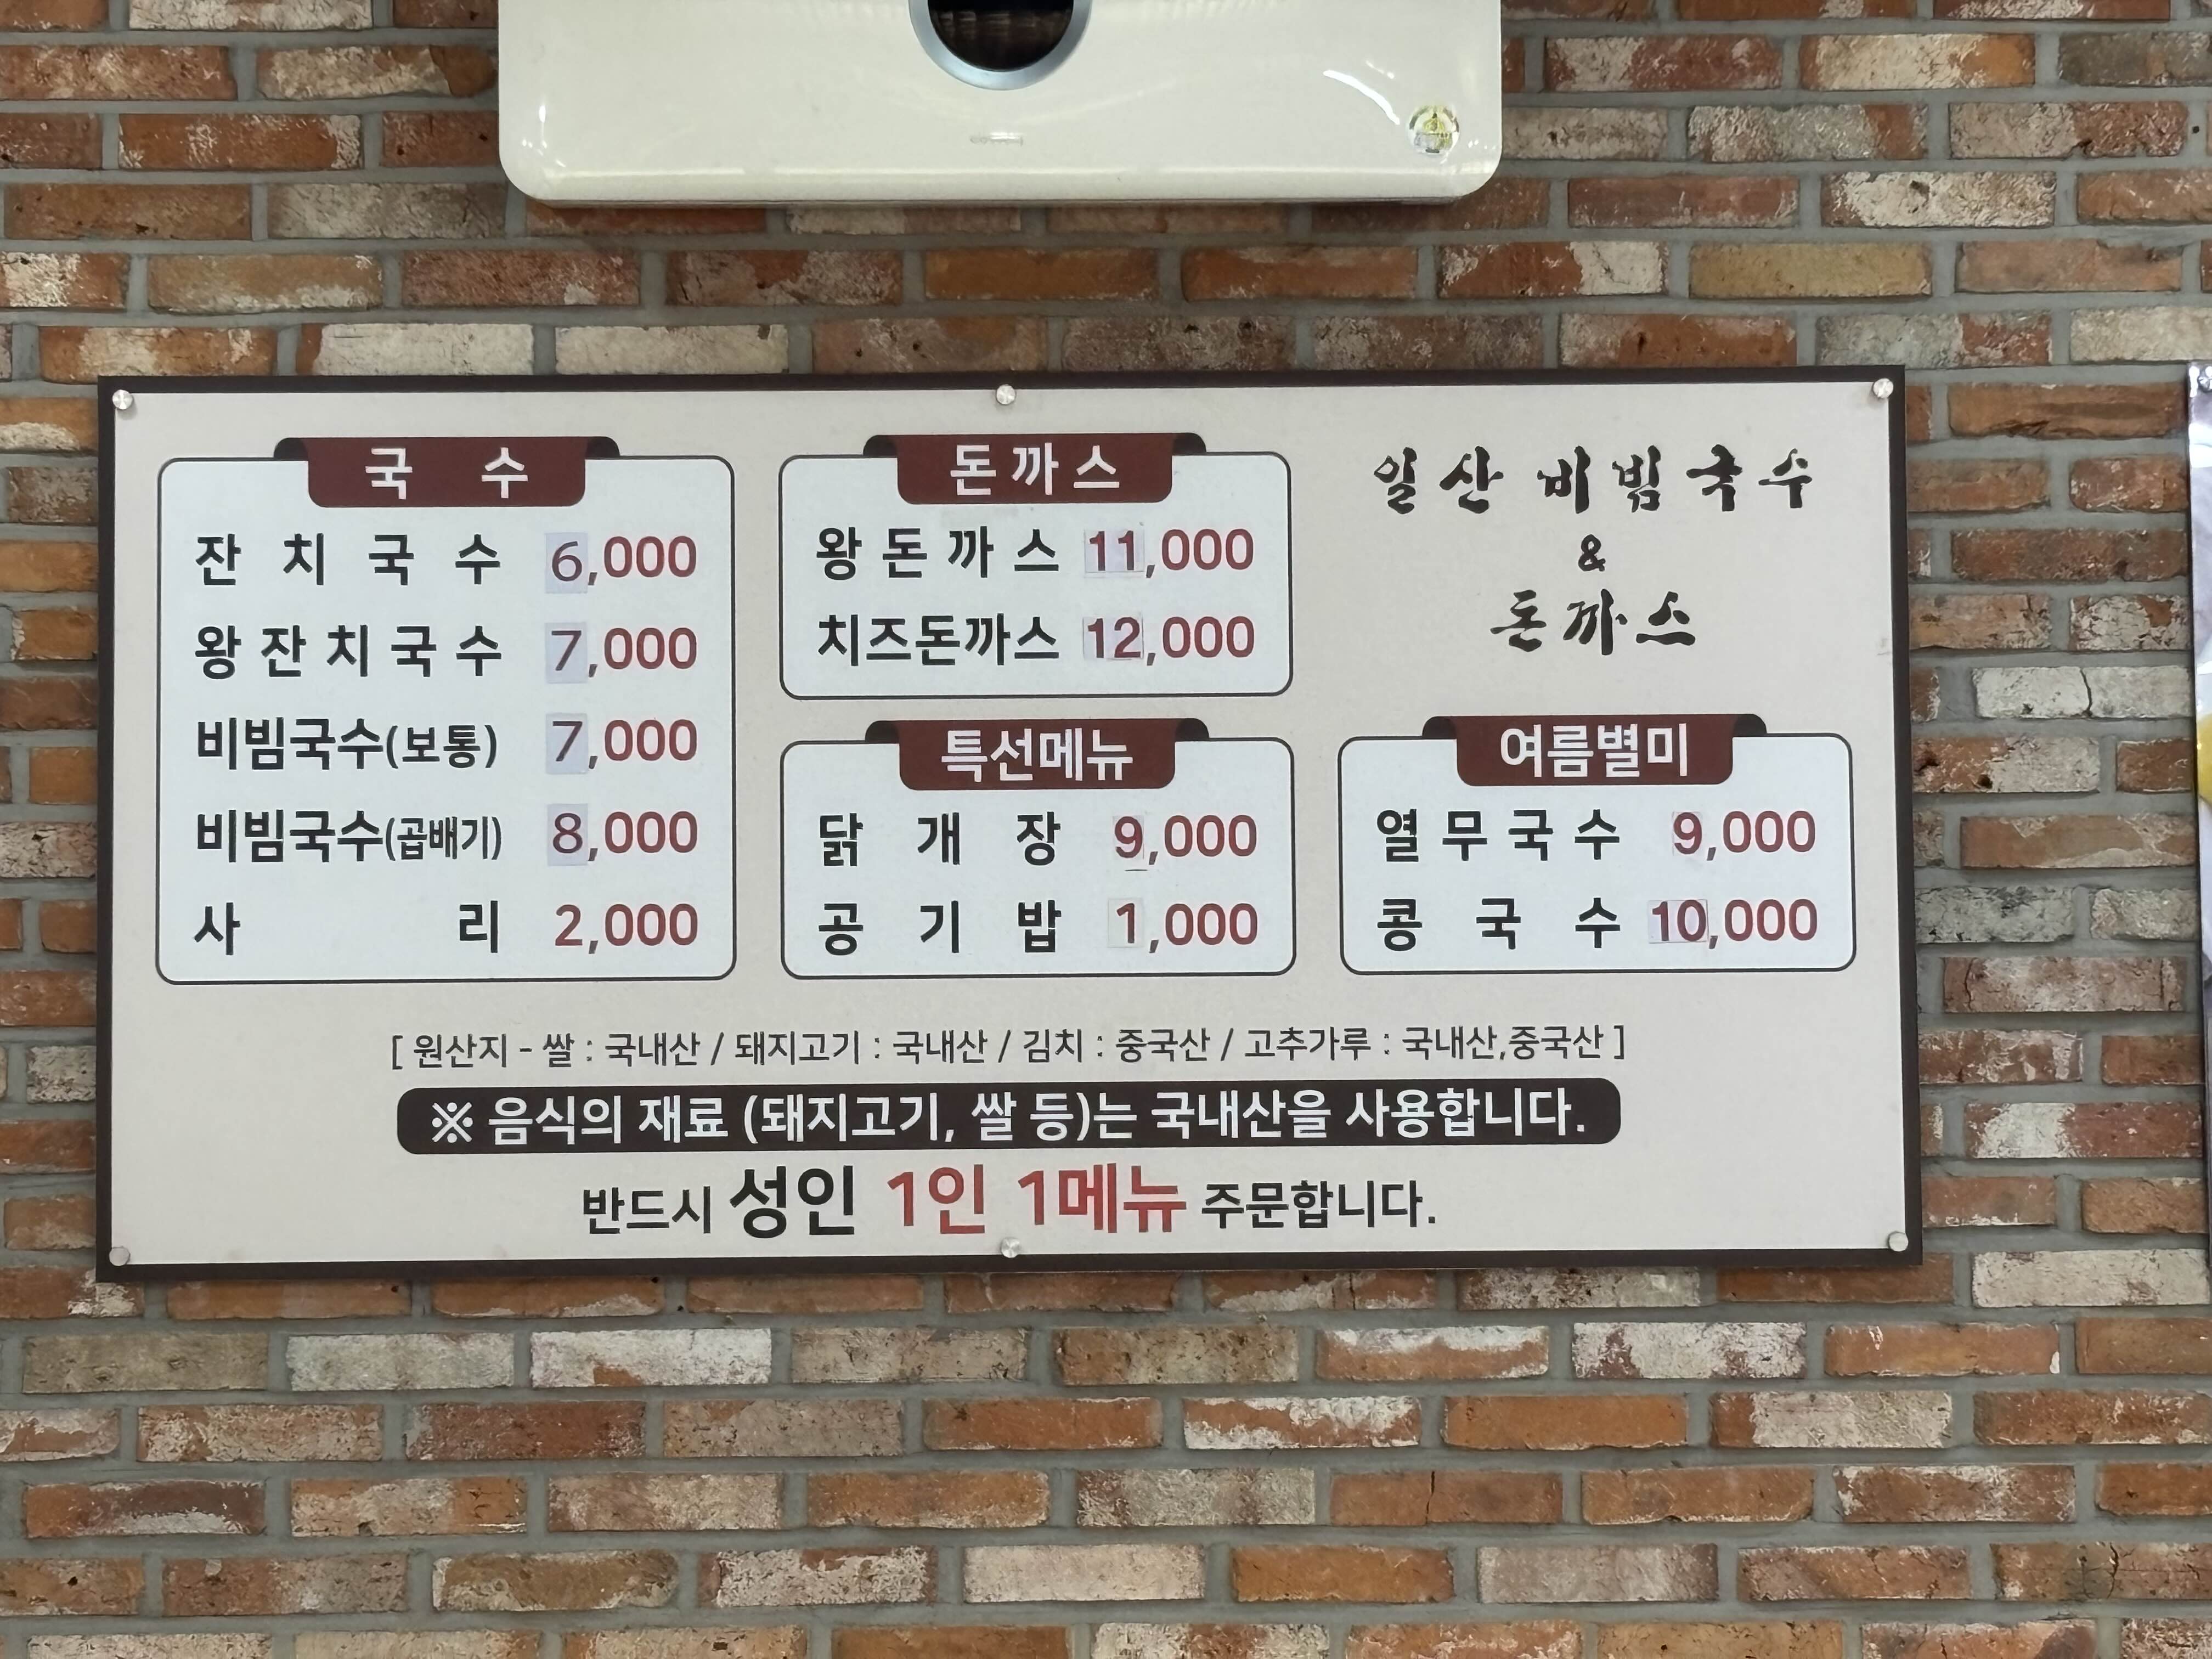 국 수
잔 치 국 수 6,000
왕 잔 치 국 수 7,000
비빔국수(보통) 7,000
비빔국수(곱배기) 8,000
사 리 2,000
돈까스
왕 돈 까 스 11,000
치즈돈까스 12,000
특선메뉴
닭 개 장 9,000
공 기 밥 1,000
일산 비빔국수
&
돈까스
여름별미
열 무 국 수 9,000
콩 국 수 10,000
[ 원산지 - 쌀 : 국내산 / 돼지고기 : 국내산 / 김치 : 중국산 / 고추가루 : 국내산,중국산 ]
※ 음식의 재료 (돼지고기, 쌀 등)는 국내산을 사용합니다.
반드시 성인 1인 1메뉴 주문합니다.